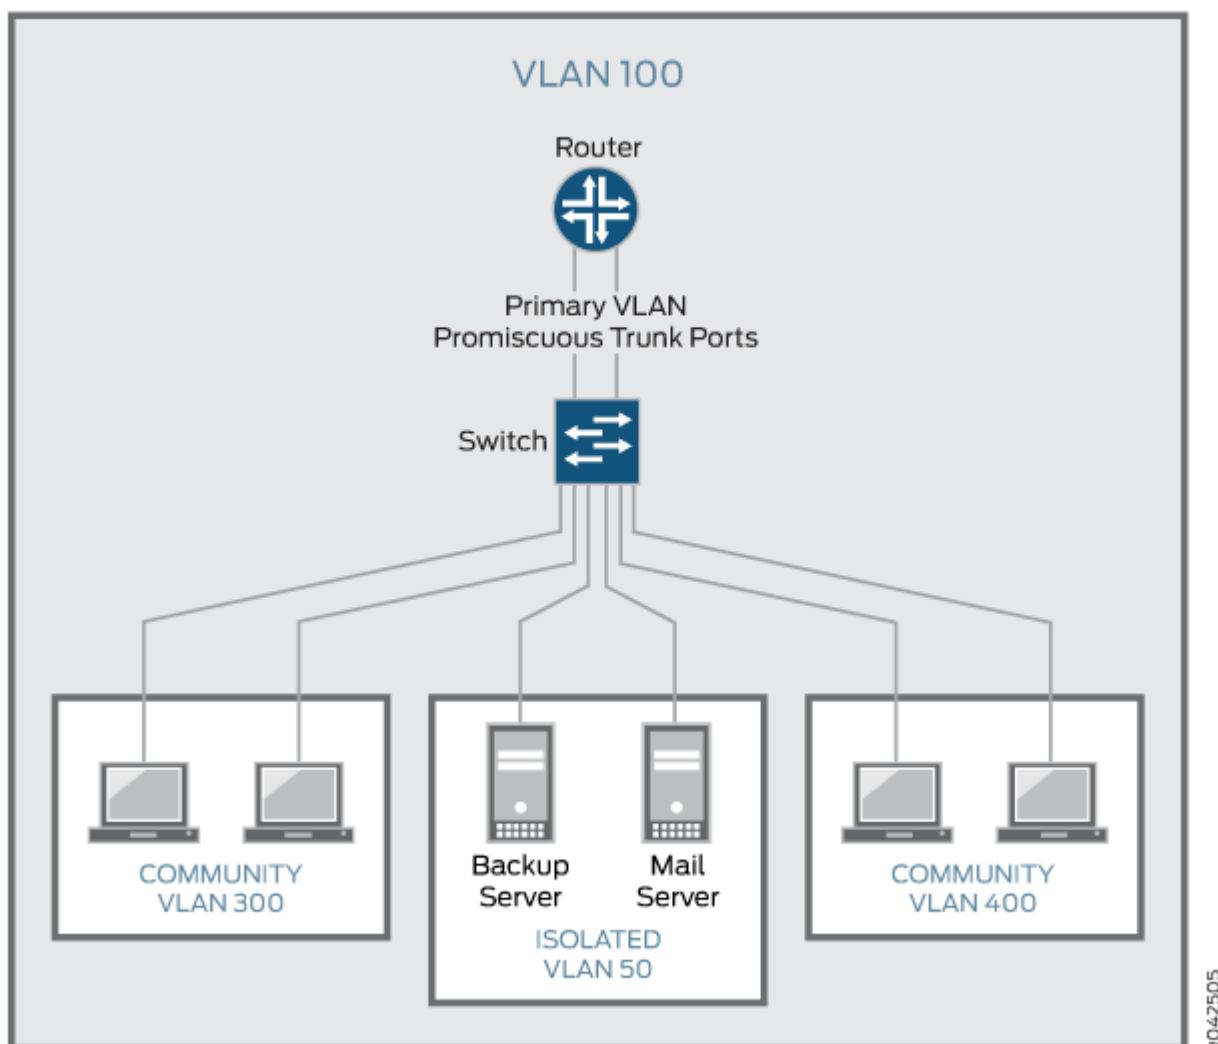 VLAN 100
Router
Primary VLAN
Promiscuous Trunk Ports
Switch
COMMUNITY
VLAN 300
Backup
Server
Mail
Server
ISOLATED
VLAN 50
COMMUNITY
VLAN 400